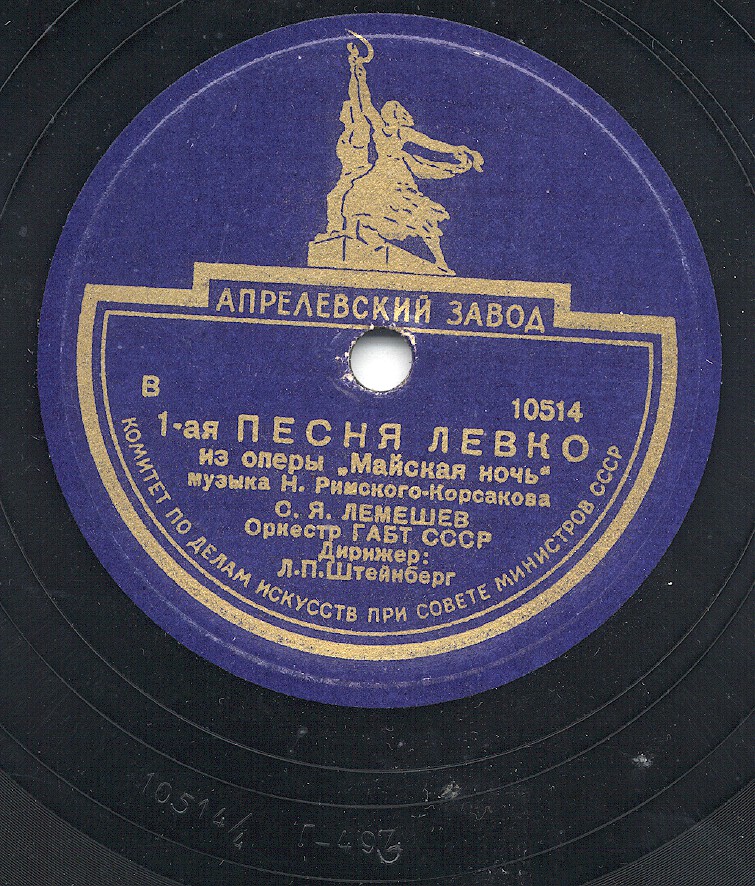 АПРЕЛЕВСКИЙ ЗАВОД
В 10514
1-ая ПЕСНЯ ЛЕВКО
из оперы „Майская ночь“
музыка Н. Римского-Корсакова
С. Я. ЛЕМЕШЕВ
Оркестр ГАБТ СССР
Дирижер:
Л.П.Штейнберг
КОМИТЕТ ПО ДЕЛАМ ИСКУССТВ ПРИ СОВЕТЕ МИНИСТРОВ СССР
10514/4